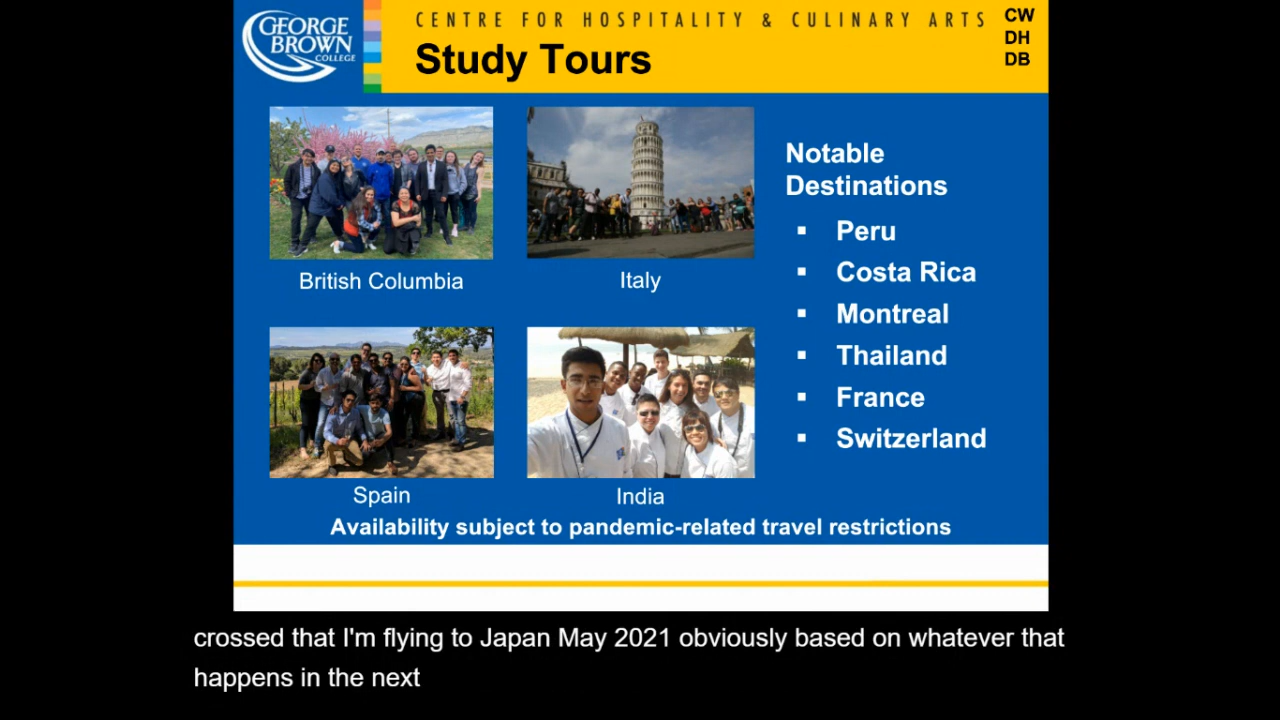 GEORGE
BROWN
COLLEGE
CENTRE FOR HOSPITALITY & CULINARY ARTS
Study Tours
CW
DH
DB
British Columbia
Italy
Spain
India
Notable
Destinations
▪ Peru
▪ Costa Rica
▪ Montreal
▪ Thailand
▪ France
▪ Switzerland
Availability subject to pandemic-related travel restrictions
crossed that I'm flying to Japan May 2021 obviously based on whatever that
happens in the next